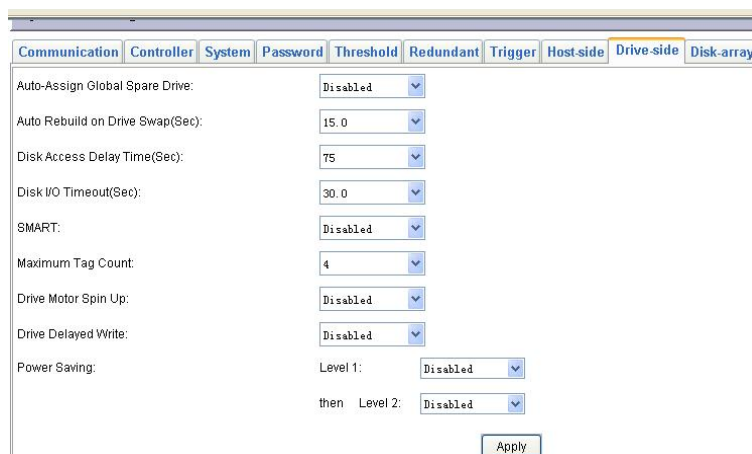 Communication Controller System Password Threshold Redundant Trigger Host-side Drive-side Disk-array
Auto-Assign Global Spare Drive: Disabled
Auto Rebuild on Drive Swap(Sec): 15.0
Disk Access Delay Time(Sec): 75
Disk I/O Timeout(Sec): 30.0
SMART: Disabled
Maximum Tag Count: 4
Drive Motor Spin Up: Disabled
Drive Delayed Write: Disabled
Power Saving: Level 1: Disabled
then Level 2: Disabled
Apply